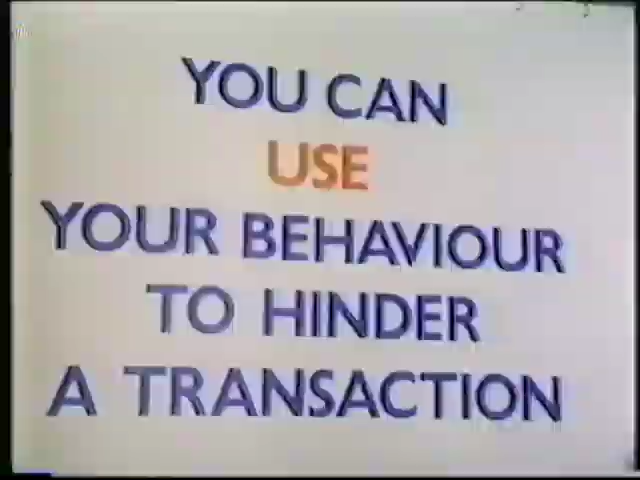 YOU CAN
USE
YOUR BEHAVIOUR
TO HINDER
A TRANSACTION